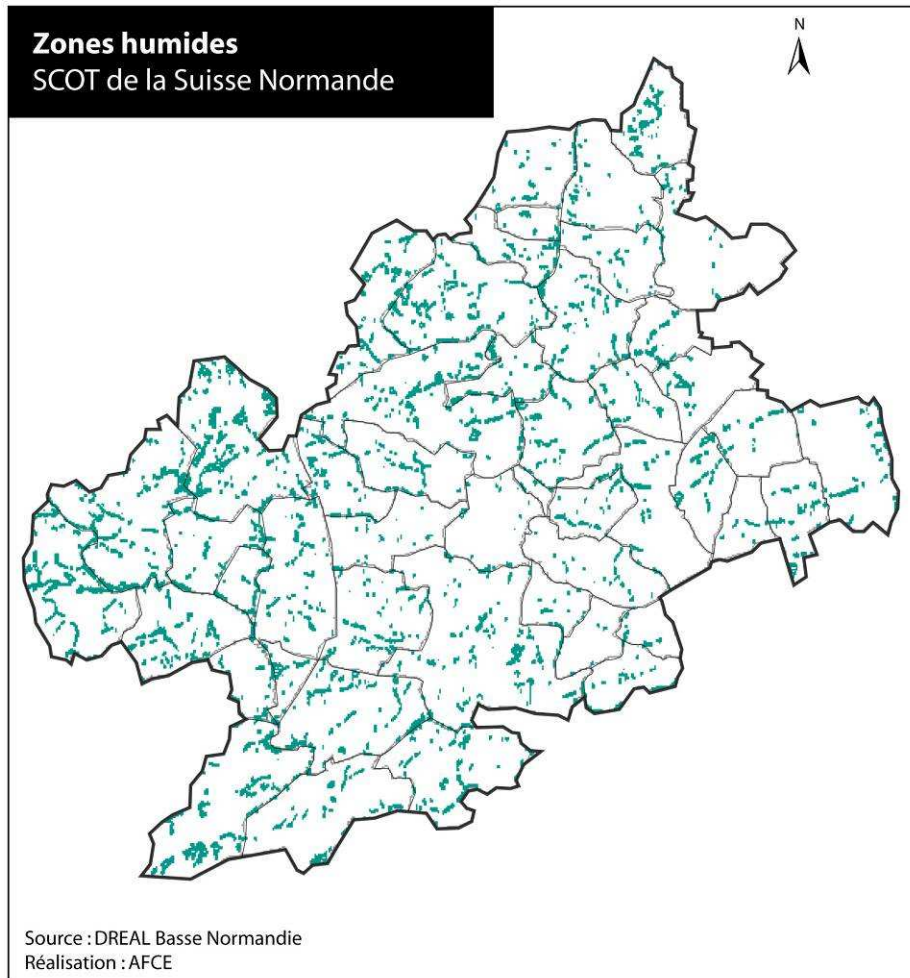 Zones humides
SCOT de la Suisse Normande
N
Source : DREAL Basse Normandie
Réalisation : AFCE